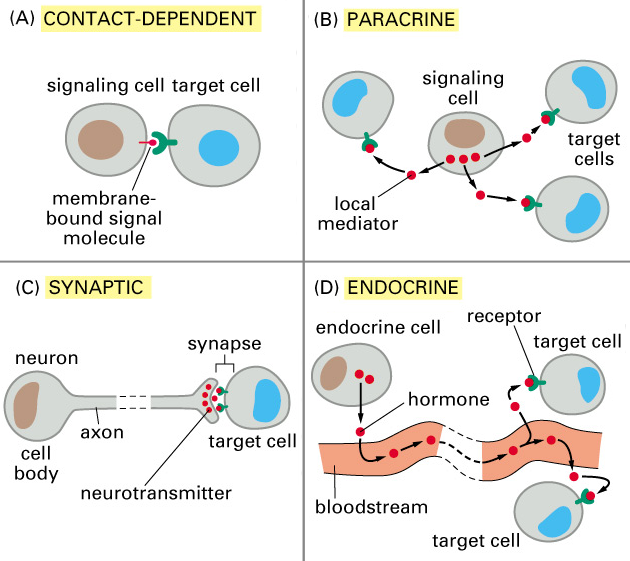 (A) CONTACT-DEPENDENT
signaling cell target cell
membrane-
bound signal
molecule
(B) PARACRINE
signaling
cell
target
cells
local
mediator
(C) SYNAPTIC
synapse
neuron
axon
target cell
cell
body
neurotransmitter
(D) ENDOCRINE
receptor
endocrine cell
target cell
hormone
bloodstream
target cell